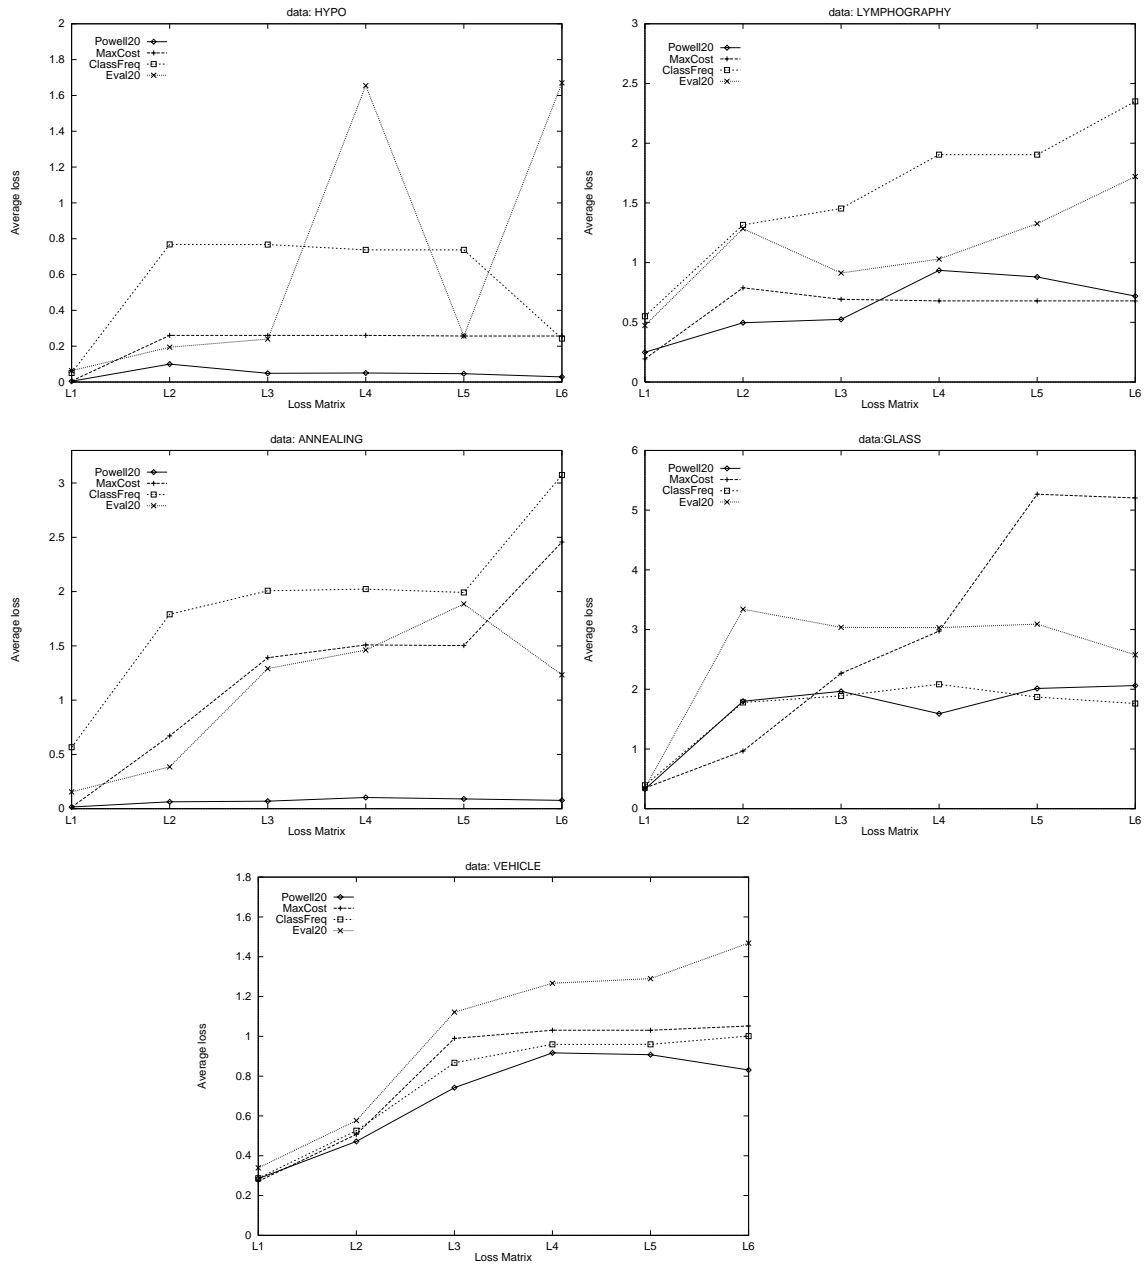 data: HYPO
2
1.8
1.6
1.4
1.2
1
0.8
0.6
0.4
0.2
0
Average loss
Powell20
MaxCost
ClassFreq
Eval20
L1 L2 L3 L4 L5 L6
Loss Matrix
data: LYMPHOGRAPHY
3
2.5
2
1.5
1
0.5
0
Average loss
Powell20
MaxCost
ClassFreq
Eval20
L1 L2 L3 L4 L5 L6
Loss Matrix
data: ANNEALING
3
2.5
2
1.5
1
0.5
0
Average loss
Powell20
MaxCost
ClassFreq
Eval20
L1 L2 L3 L4 L5 L6
Loss Matrix
data:GLASS
6
5
4
3
2
1
0
Average loss
Powell20
MaxCost
ClassFreq
Eval20
L1 L2 L3 L4 L5 L6
Loss Matrix
data: VEHICLE
1.8
1.6
1.4
1.2
1
0.8
0.6
0.4
0.2
0
Average loss
Powell20
MaxCost
ClassFreq
Eval20
L1 L2 L3 L4 L5 L6
Loss Matrix